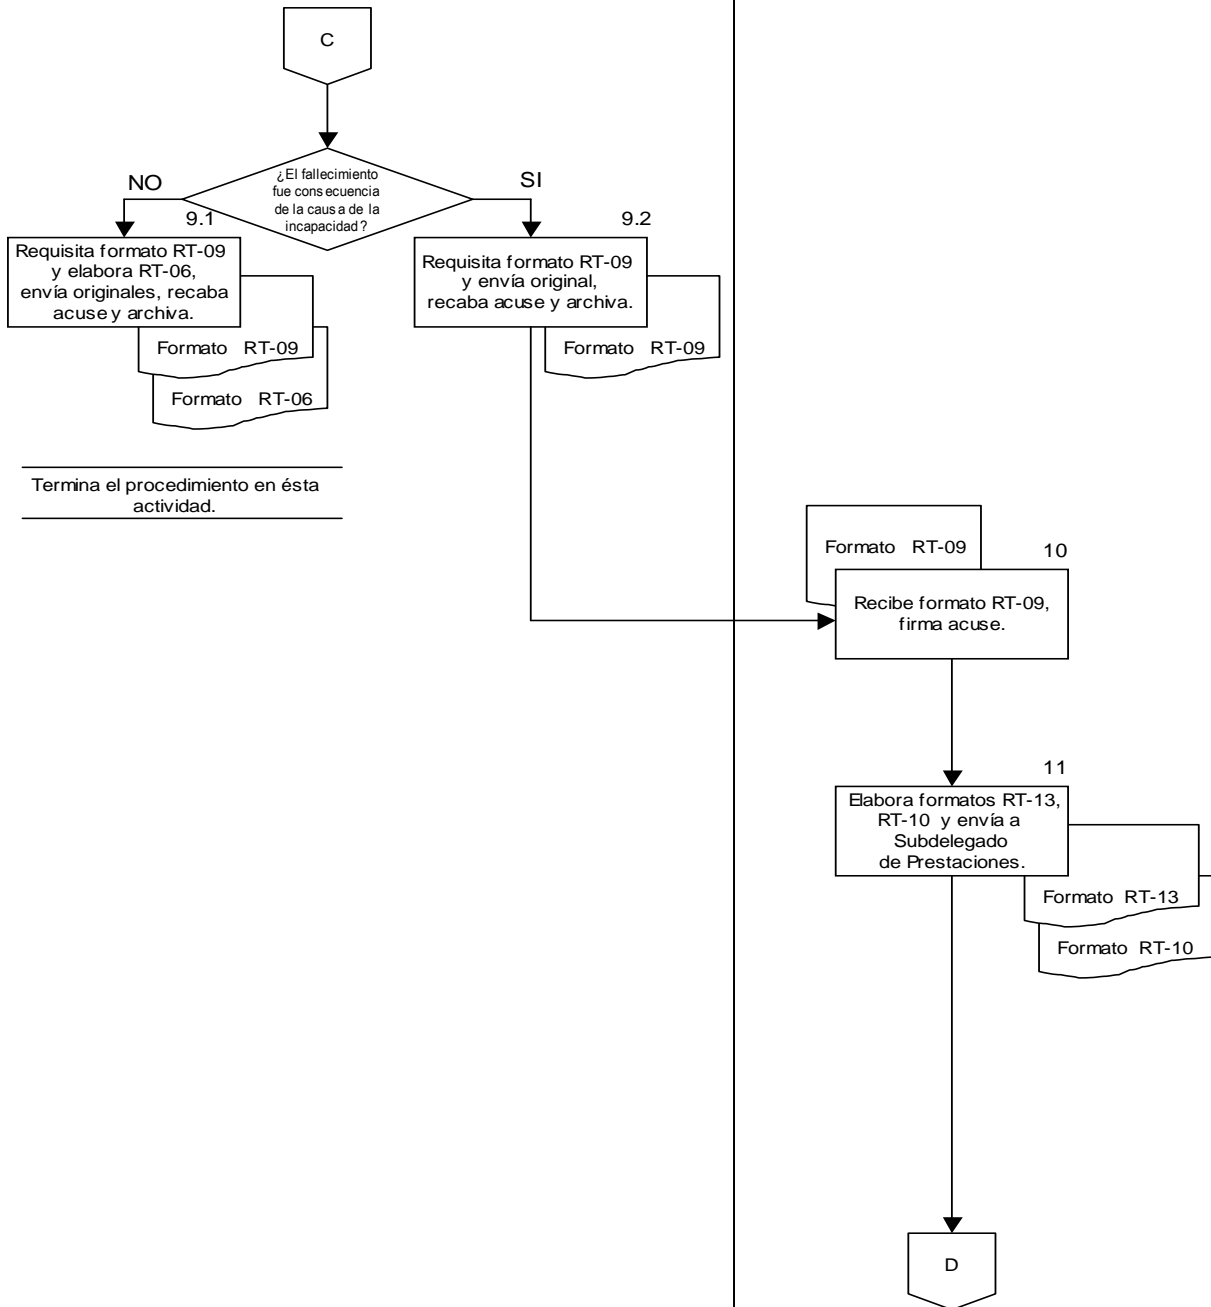 C
¿El fallecimiento
fue consecuencia
de la causa de la
incapacidad?
NO
SI
9.1
9.2
Requisita formato RT-09
y elabora RT-06,
envía originales, recaba
acuse y archiva.
Formato RT-09
Formato RT-06
Requisita formato RT-09
y envía original,
recaba acuse y archiva.
Formato RT-09
Termina el procedimiento en ésta
actividad.
Formato RT-09
10
Recibe formato RT-09,
firma acuse.
11
Elabora formatos RT-13,
RT-10 y envía a
Subdelegado
de Prestaciones.
Formato RT-13
Formato RT-10
D